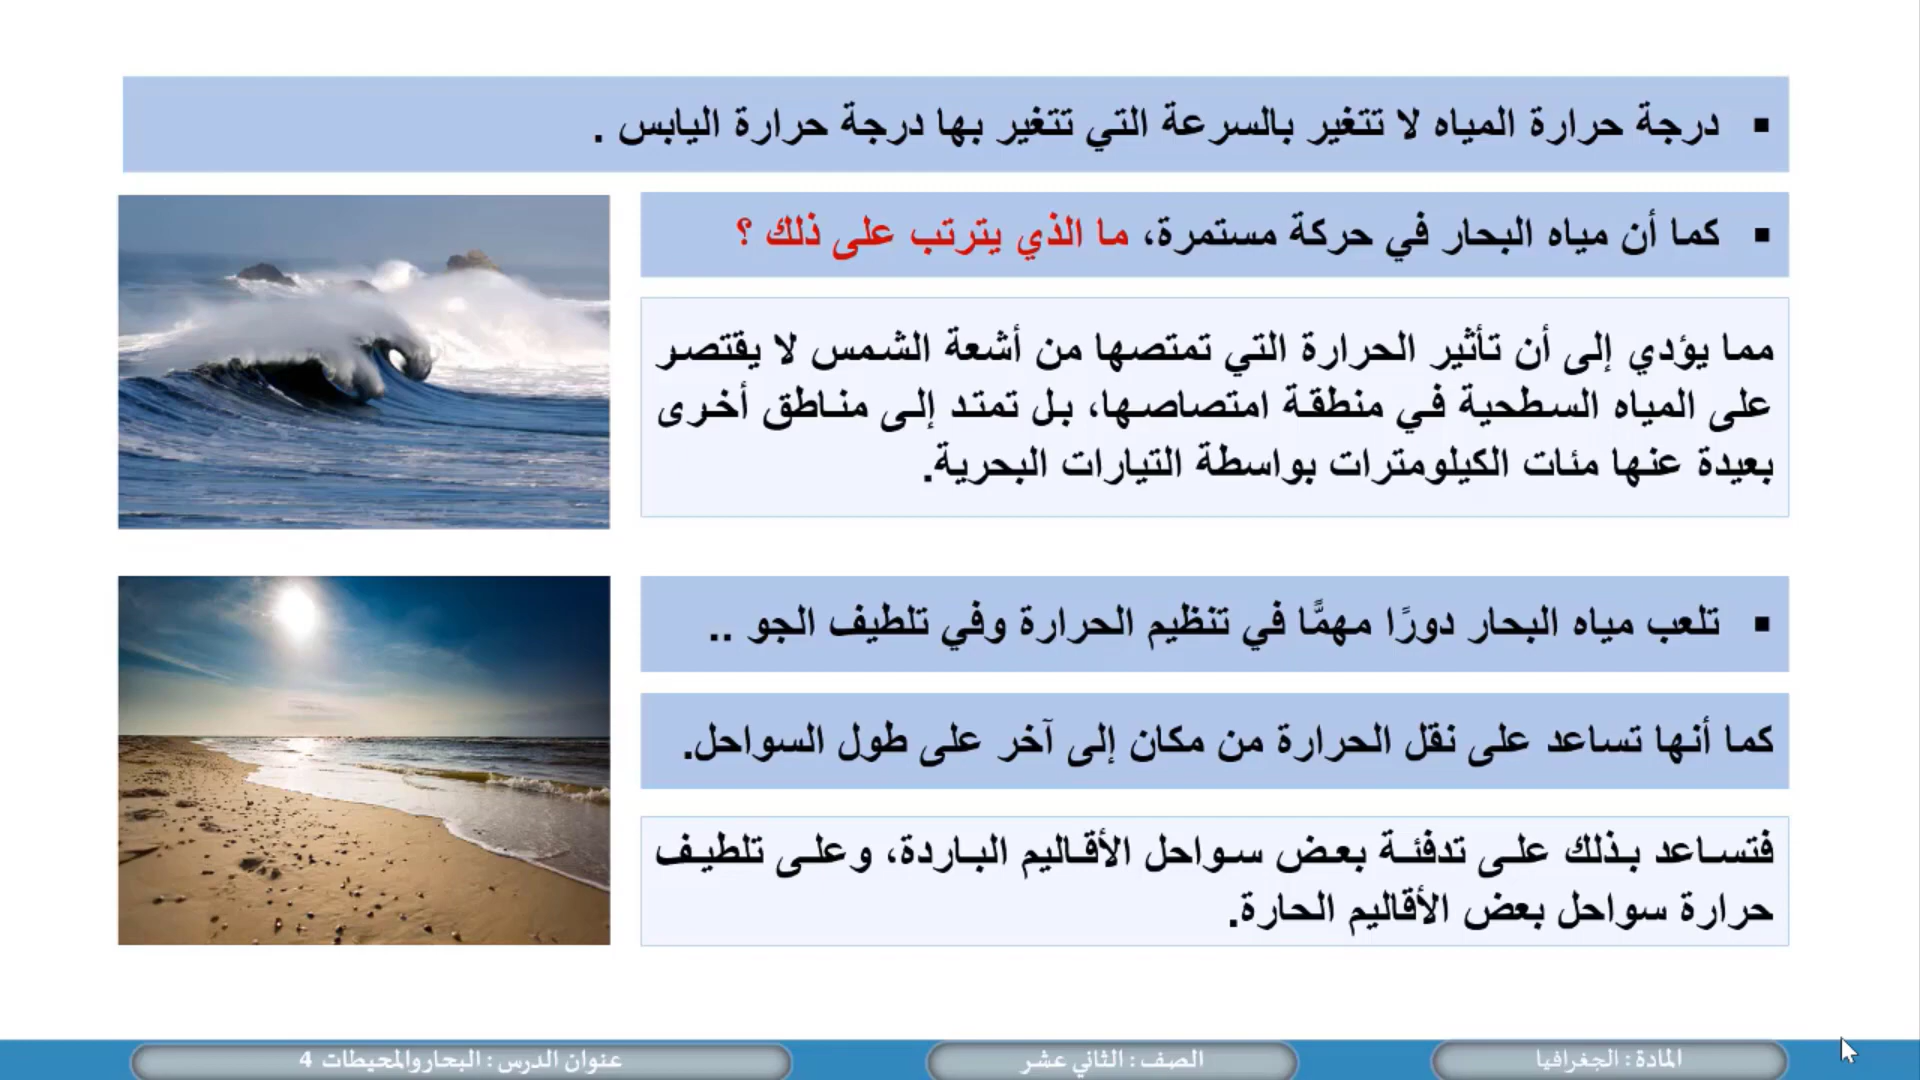 ▪ درجة حرارة المياه لا تتغير بالسرعة التي تتغير بها درجة حرارة اليابس .
▪ كما أن مياه البحار في حركة مستمرة، ما الذي يترتب على ذلك ؟
مما يؤدي إلى أن تأثير الحرارة التي تمتصها من أشعة الشمس لا يقتصر
على المياه السطحية في منطقة امتصاصها، بل تمتد إلى مناطق أخرى
بعيدة عنها مئات الكيلومترات بواسطة التيارات البحرية.
▪ تلعب مياه البحار دورًا مهمًّا في تنظيم الحرارة وفي تلطيف الجو ..
كما أنها تساعد على نقل الحرارة من مكان إلى آخر على طول السواحل.
فتساعد بذلك على تدفئة بعض سواحل الأقاليم الباردة، وعلى تلطيف
حرارة سواحل بعض الأقاليم الحارة.
المادة : الجغرافيا
الصف : الثاني عشر
عنوان الدرس : البحار والمحيطات 4